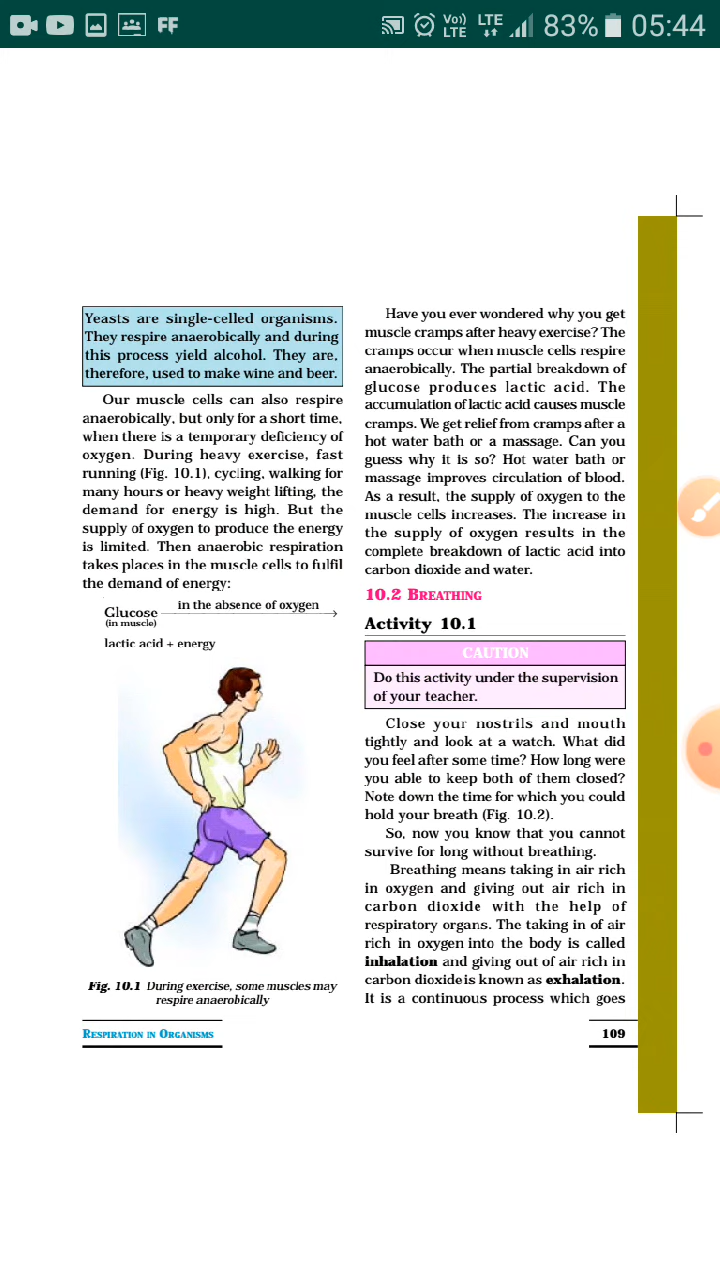 FF Vo)) LTE LTE 83% 05:44
Yeasts are single-celled organisms.
They respire anaerobically and during
this process yield alcohol. They are,
therefore, used to make wine and beer.
Our muscle cells can also respire
anaerobically, but only for a short time,
when there is a temporary deficiency of
oxygen. During heavy exercise, fast
running (Fig. 10.1), cycling, walking for
many hours or heavy weight lifting, the
demand for energy is high. But the
supply of oxygen to produce the energy
is limited. Then anaerobic respiration
takes places in the muscle cells to fulfil
the demand of energy:
in the absence of oxygen
Glucose
(in muscle)
lactic acid + energy
Fig. 10.1 During exercise, some muscles may
respire anaerobically
Have you ever wondered why you get
muscle cramps after heavy exercise? The
cramps occur when muscle cells respire
anaerobically. The partial breakdown of
glucose produces lactic acid. The
accumulation of lactic acid causes muscle
cramps. We get relief from cramps after a
hot water bath or a massage. Can you
guess why it is so? Hot water bath or
massage improves circulation of blood.
As a result, the supply of oxygen to the
muscle cells increases. The increase in
the supply of oxygen results in the
complete breakdown of lactic acid into
carbon dioxide and water.
10.2 BREATHING
Activity 10.1
CAUTION
Do this activity under the supervision
of your teacher.
Close your nostrils and mouth
tightly and look at a watch. What did
you feel after some time? How long were
you able to keep both of them closed?
Note down the time for which you could
hold your breath (Fig. 10.2).
So, now you know that you cannot
survive for long without breathing.
Breathing means taking in air rich
in oxygen and giving out air rich in
carbon dioxide with the help of
respiratory organs. The taking in of air
rich in oxygen into the body is called
inhalation and giving out of air rich in
carbon dioxide is known as exhalation.
It is a continuous process which goes
RESPIRATION IN ORGANISMS
109